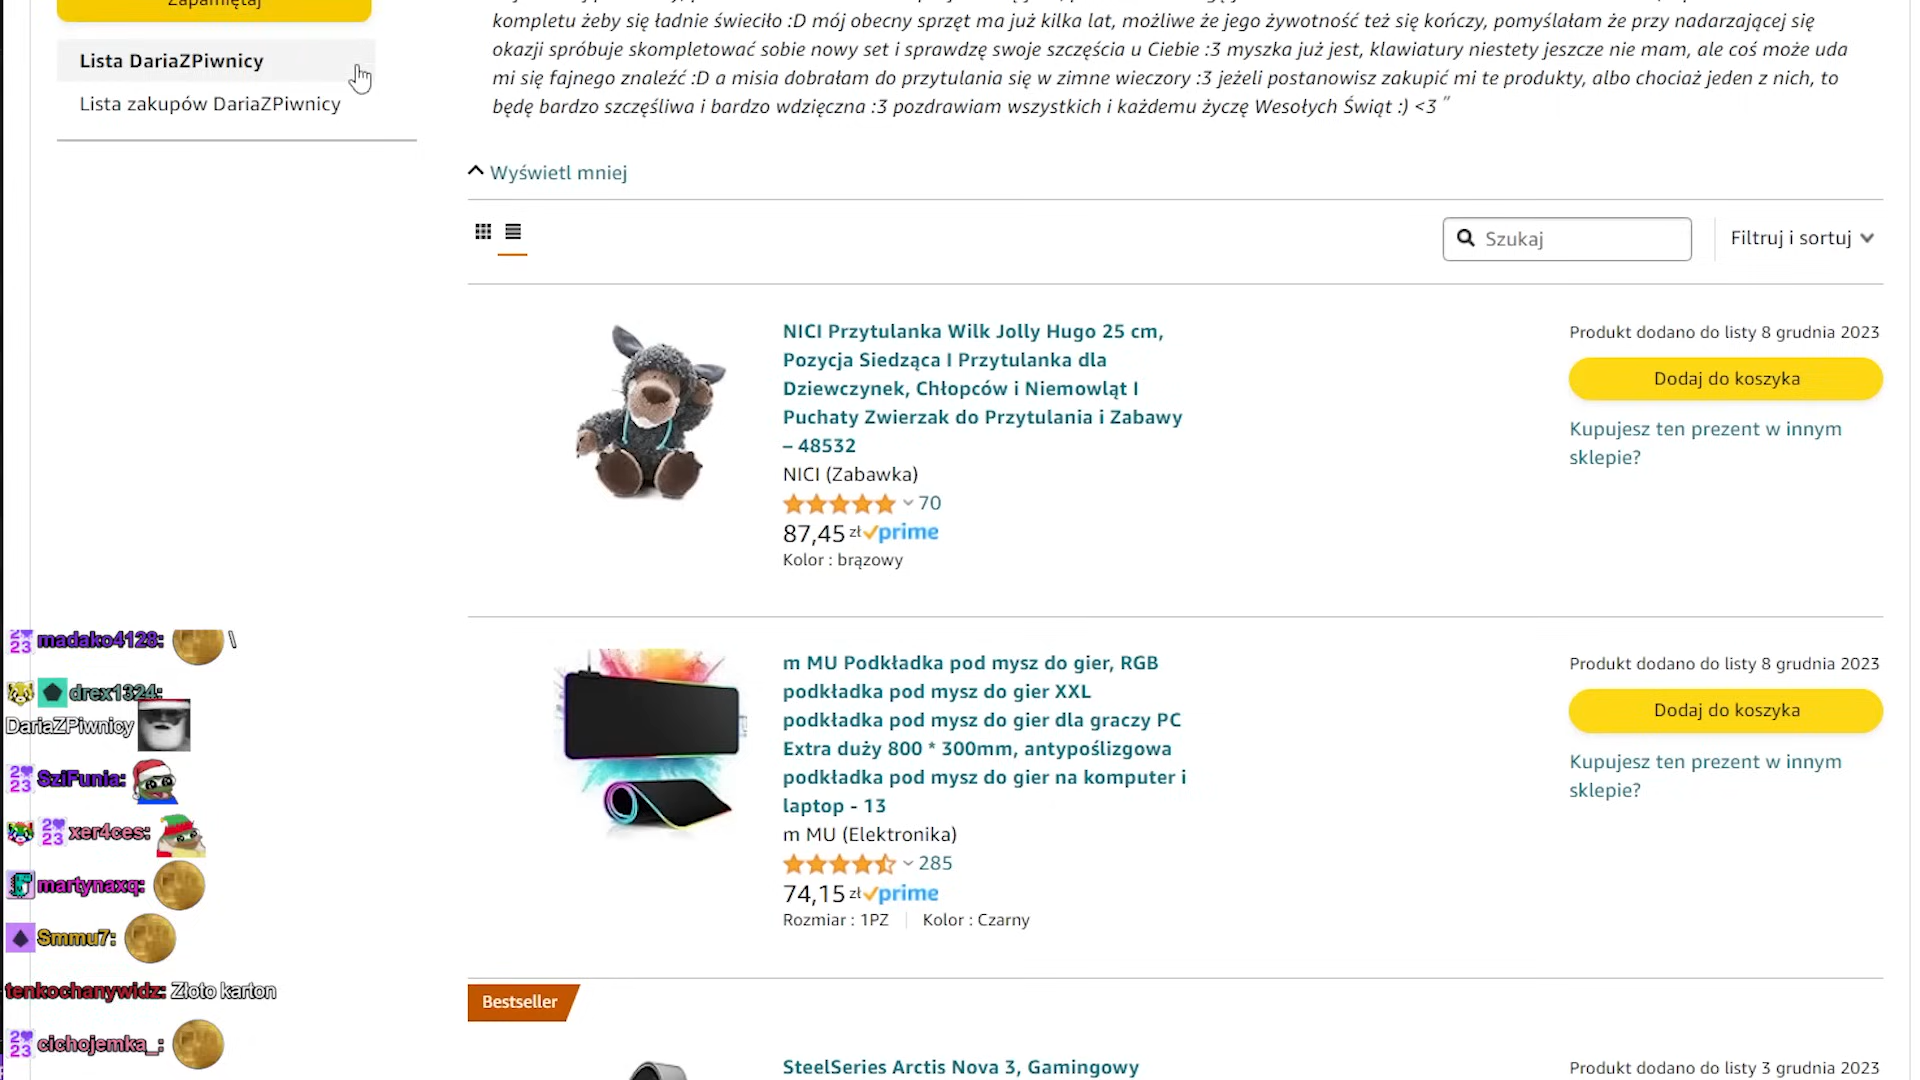 Zapamiętaj
Lista DariaZPiwnicy
Lista zakupów DariaZPiwnicy
kompletu żeby się ładnie świeciło :D mój obecny sprzęt ma już kilka lat, możliwe że jego żywotność też się kończy, pomyślałam że przy nadarzającej się
okazji spróbuje skompletować sobie nowy set i sprawdzę swoje szczęścia u Ciebie :3 myszka już jest, klawiatury niestety jeszcze nie mam, ale coś może uda
mi się fajnego znaleźć :D a misia dobrałam do przytulania się w zimne wieczory :3 jeżeli postanowisz zakupić mi te produkty, albo chociaż jeden z nich, to
będę bardzo szczęśliwa i bardzo wdzięczna :3 pozdrawiam wszystkich i każdemu życzę Wesołych Świąt :) <3 ”
Wyświetl mniej
Szukaj
Filtruj i sortuj
NICI Przytulanka Wilk Jolly Hugo 25 cm,
Pozycja Siedząca I Przytulanka dla
Dziewczynek, Chłopców i Niemowląt I
Puchaty Zwierzak do Przytulania i Zabawy
– 48532
NICI (Zabawka)
70
87,45 zł prime
Kolor : brązowy
Produkt dodano do listy 8 grudnia 2023
Dodaj do koszyka
Kupujesz ten prezent w innym
sklepie?
m MU Podkładka pod mysz do gier, RGB
podkładka pod mysz do gier XXL
podkładka pod mysz do gier dla graczy PC
Extra duży 800 * 300mm, antypoślizgowa
podkładka pod mysz do gier na komputer i
laptop - 13
m MU (Elektronika)
285
74,15 zł prime
Rozmiar : 1PZ Kolor : Czarny
Produkt dodano do listy 8 grudnia 2023
Dodaj do koszyka
Kupujesz ten prezent w innym
sklepie?
Bestseller
SteelSeries Arctis Nova 3, Gamingowy
Produkt dodano do listy 3 grudnia 2023
23 madako4128: \
drex1324:
DariaZPiwnicy
23 SziFunia:
23 xer4ces:
martynaxq:
Smmu7:
tenkochanywidz: Złoto karton
23 cichojemka_: